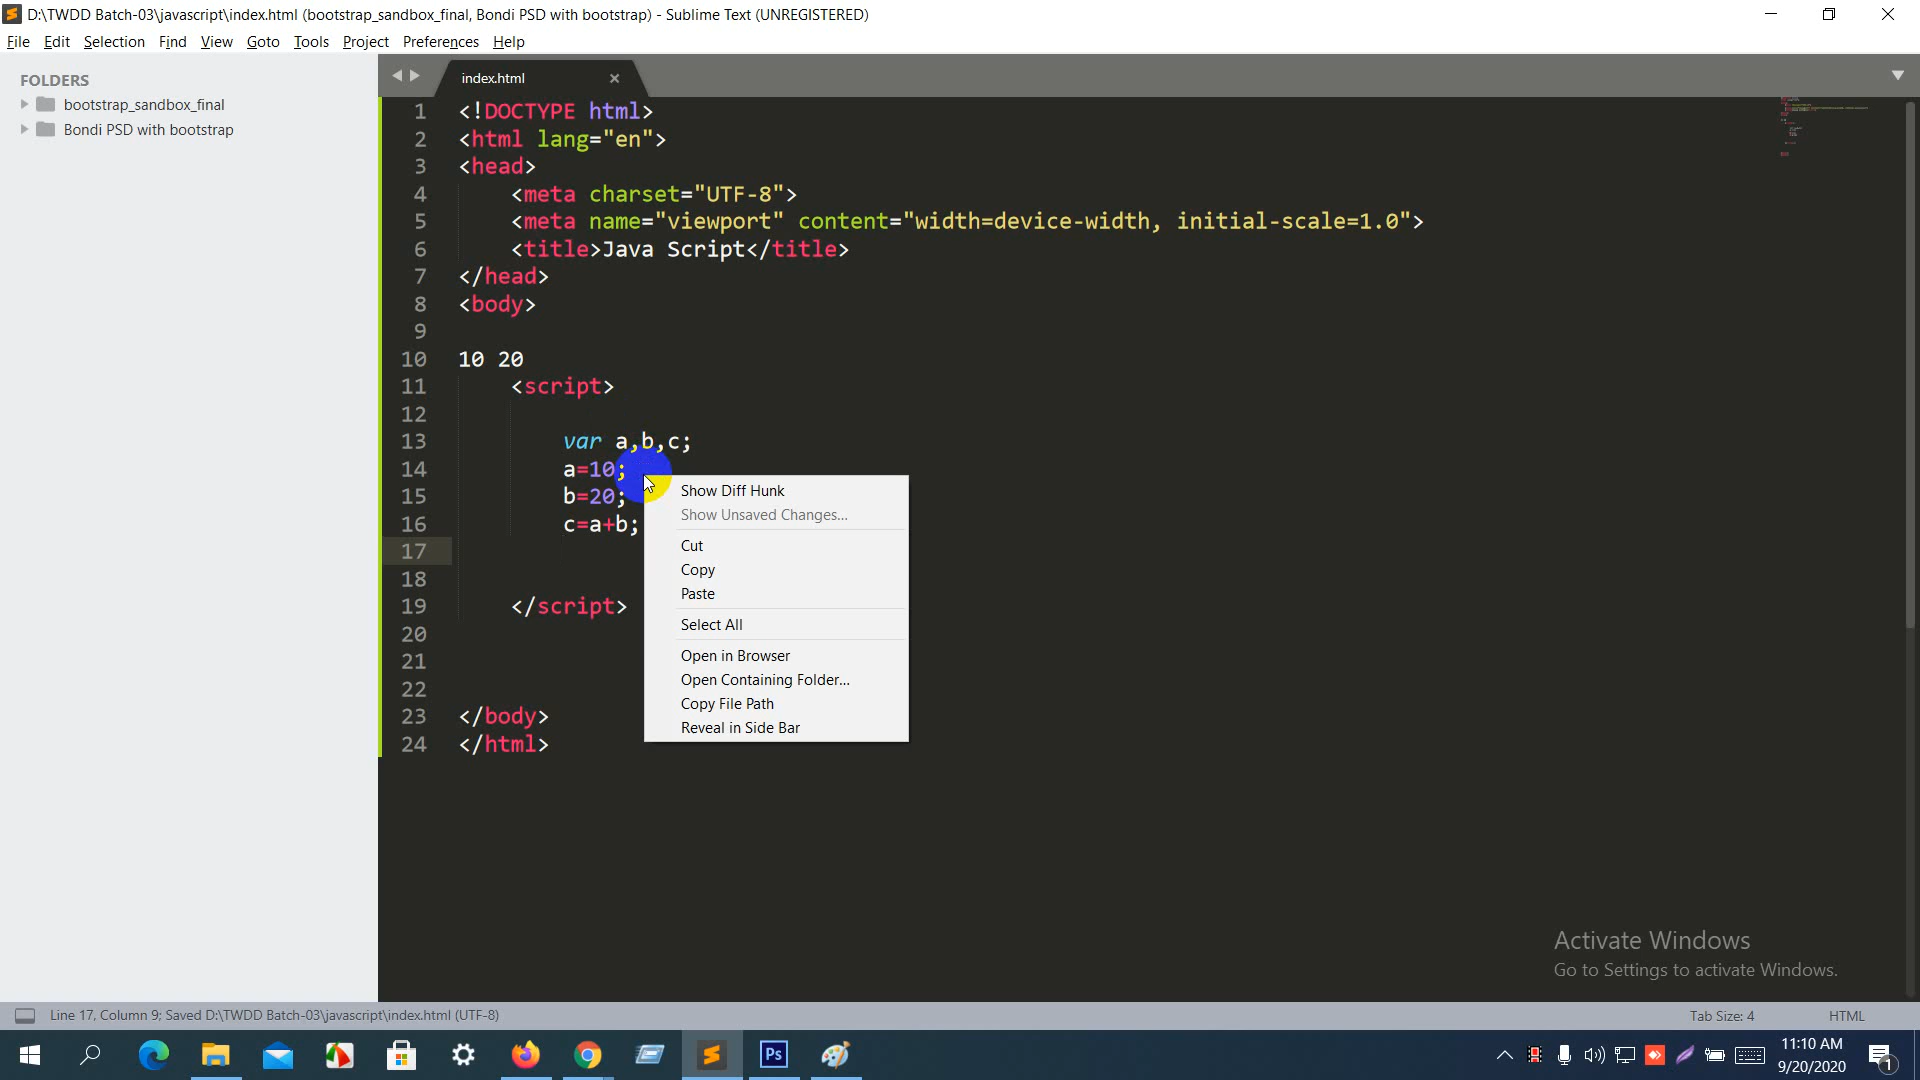 D:\TWDD Batch-03\javascript\index.html (bootstrap_sandbox_final, Bondi PSD with bootstrap) - Sublime Text (UNREGISTERED)
File Edit Selection Find View Goto Tools Project Preferences Help
FOLDERS
bootstrap_sandbox_final
Bondi PSD with bootstrap
index.html
1 <!DOCTYPE html>
2 <html lang="en">
3 <head>
4 <meta charset="UTF-8">
5 <meta name="viewport" content="width=device-width, initial-scale=1.0">
6 <title>Java Script</title>
7 </head>
8 <body>
9
10 10 20
11 <script>
12
13 var a,b,c;
14 a=10;
15 b=20;
16 c=a+b;
17
18
19 </script>
20
21
22
23 </body>
24 </html>
Show Diff Hunk
Show Unsaved Changes...
Cut
Copy
Paste
Select All
Open in Browser
Open Containing Folder...
Copy File Path
Reveal in Side Bar
Activate Windows
Go to Settings to activate Windows.
Line 17, Column 9; Saved D:\TWDD Batch-03\javascript\index.html (UTF-8)
Tab Size: 4 HTML
Ps
11:10 AM
9/20/2020
1